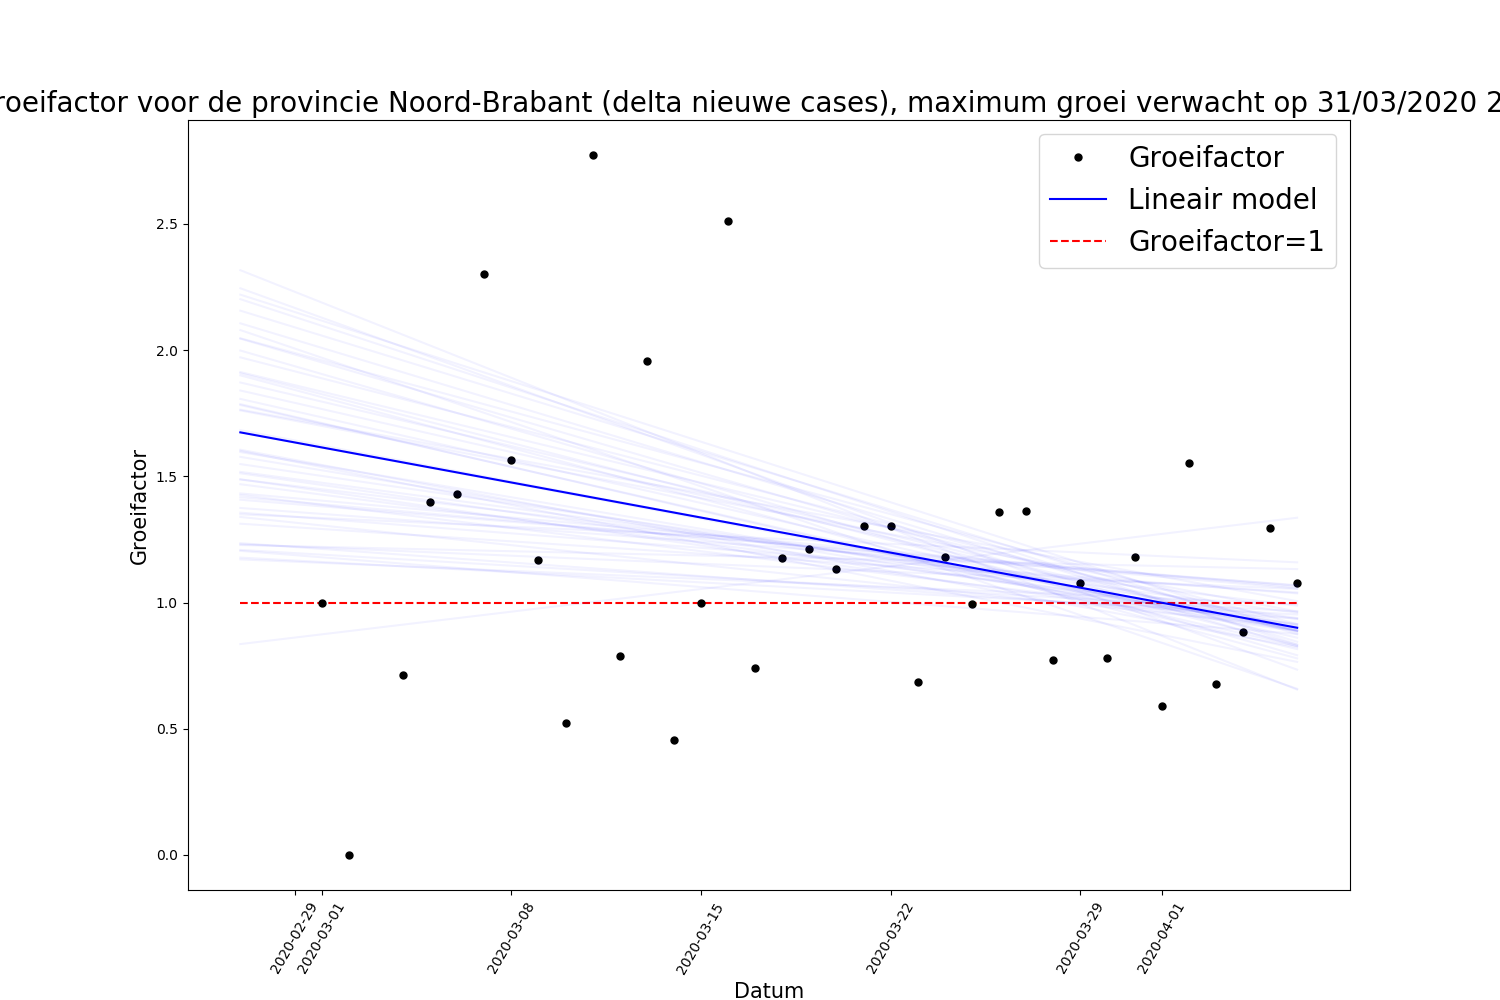 roeifactor voor de provincie Noord-Brabant (delta nieuwe cases), maximum groei verwacht op 31/03/2020 2
Groeifactor
Lineair model
Groeifactor=1
Groeifactor
2.5
2.0
1.5
1.0
0.5
0.0
2020-02-29
2020-03-01
2020-03-08
2020-03-15
2020-03-22
2020-03-29
2020-04-01
Datum